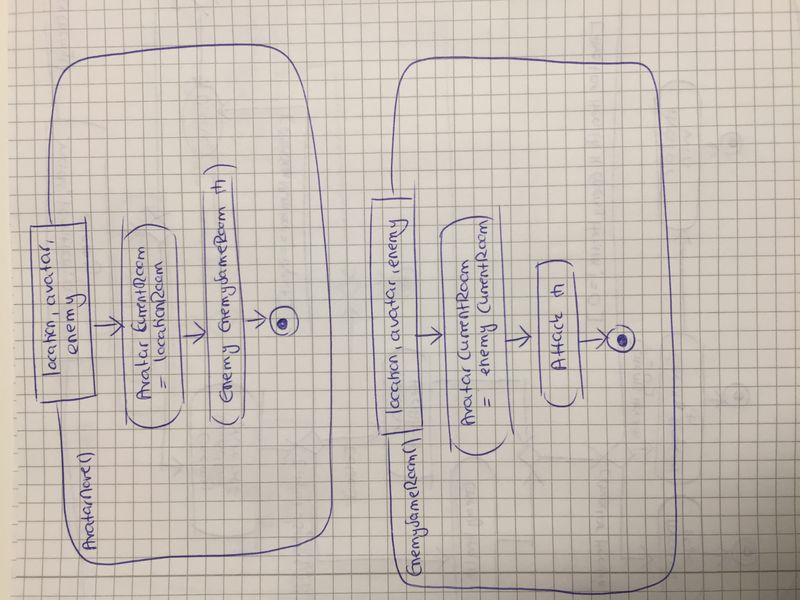 AvatarMove()
location, avatar,
enemy
Avatar CurrentRoom
= locationRoom
Enemy EnemySameRoom
EnemySameRoom()
location, avatar, enemy
Avatar CurrentRoom
= enemy CurrentRoom
Attack